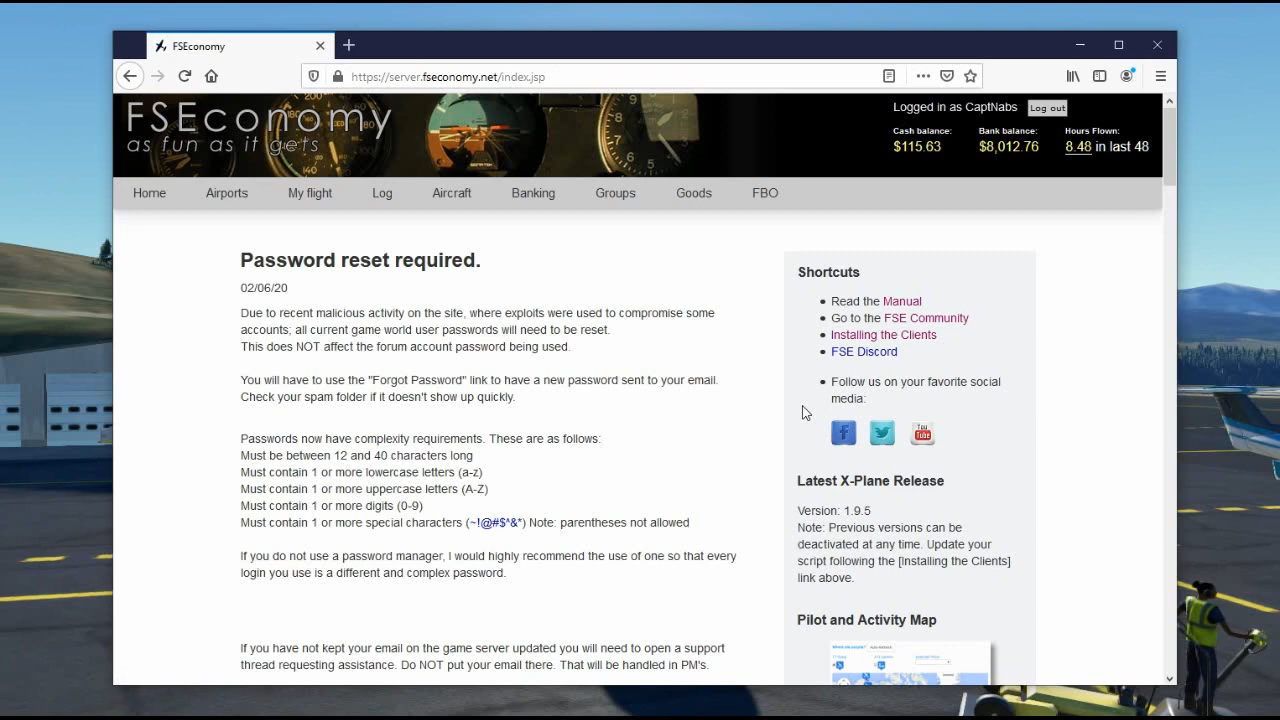 FSEconomy
https://server.fseconomy.net/index.jsp
FSEconomy
as fun as it gets
Logged in as CaptNabs Log out
Cash balance: Bank balance: Hours Flown:
$115.63 $8,012.76 8.48 in last 48
Home Airports My flight Log Aircraft Banking Groups Goods FBO
Password reset required.
02/06/20
Due to recent malicious activity on the site, where exploits were used to compromise some
accounts; all current game world user passwords will need to be reset.
This does NOT affect the forum account password being used.
You will have to use the "Forgot Password" link to have a new password sent to your email.
Check your spam folder if it doesn't show up quickly.
Passwords now have complexity requirements. These are as follows:
Must be between 12 and 40 characters long
Must contain 1 or more lowercase letters (a-z)
Must contain 1 or more uppercase letters (A-Z)
Must contain 1 or more digits (0-9)
Must contain 1 or more special characters (~!@#$^&*) Note: parentheses not allowed
If you do not use a password manager, I would highly recommend the use of one so that every
login you use is a different and complex password.
If you have not kept your email on the game server updated you will need to open a support
thread requesting assistance. Do NOT put your email there. That will be handled in PM's.
Shortcuts
Read the Manual
Go to the FSE Community
Installing the Clients
FSE Discord
Follow us on your favorite social
media:
You
Tube
Latest X-Plane Release
Version: 1.9.5
Note: Previous versions can be
deactivated at any time. Update your
script following the [Installing the Clients]
link above.
Pilot and Activity Map